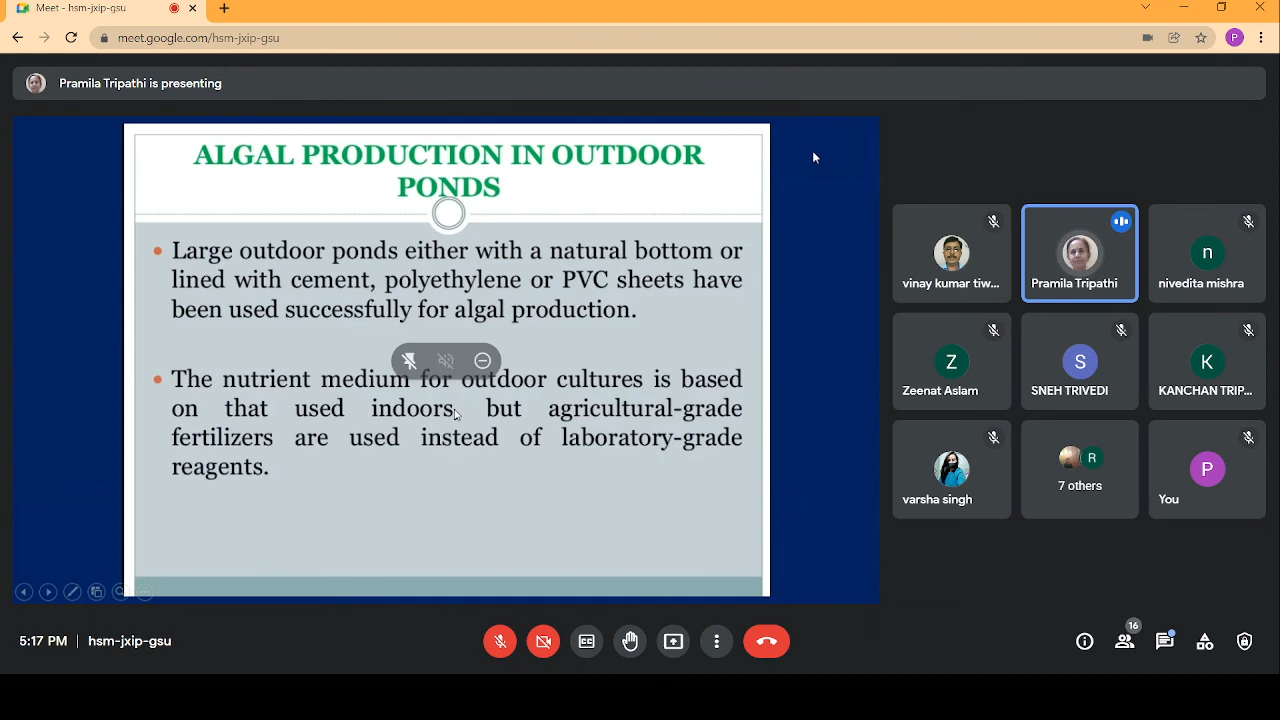 Meet - hsm-jxip-gsu
meet.google.com/hsm-jxip-gsu
P
Pramila Tripathi is presenting
ALGAL PRODUCTION IN OUTDOOR
PONDS
• Large outdoor ponds either with a natural bottom or
lined with cement, polyethylene or PVC sheets have
been used successfully for algal production.
• The nutrient medium for outdoor cultures is based
on that used indoors, but agricultural-grade
fertilizers are used instead of laboratory-grade
reagents.
vinay kumar tiw...
Pramila Tripathi
n
nivedita mishra
Z
Zeenat Aslam
S
SNEH TRIVEDI
K
KANCHAN TRIP...
varsha singh
R
7 others
P
You
5:17 PM | hsm-jxip-gsu
16